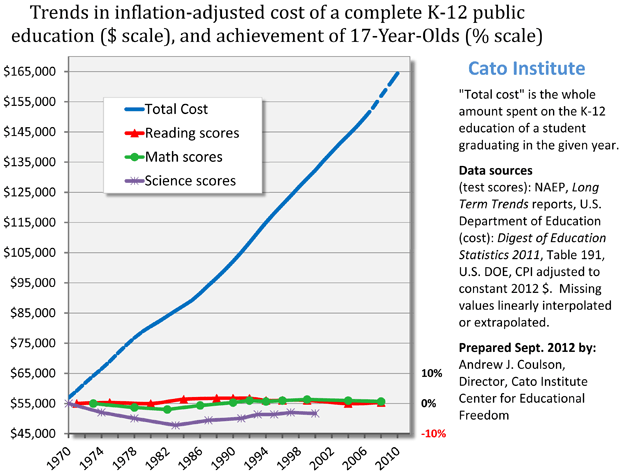 Trends in inflation-adjusted cost of a complete K-12 public
education ($ scale), and achievement of 17-Year-Olds (% scale)
$165,000
$155,000
$145,000
$135,000
$125,000
$115,000
$105,000
$95,000
$85,000
$75,000
$65,000
$55,000
$45,000
Total Cost
Reading scores
Math scores
Science scores
10%
0%
-10%
1970
1974
1978
1982
1986
1990
1994
1998
2002
2006
2010
Cato Institute
"Total cost" is the whole
amount spent on the K-12
education of a student
graduating in the given year.
Data sources
(test scores): NAEP, Long
Term Trends reports, U.S.
Department of Education
(cost): Digest of Education
Statistics 2011, Table 191,
U.S. DOE, CPI adjusted to
constant 2012 $. Missing
values linearly interpolated
or extrapolated.
Prepared Sept. 2012 by:
Andrew J. Coulson,
Director, Cato Institute
Center for Educational
Freedom